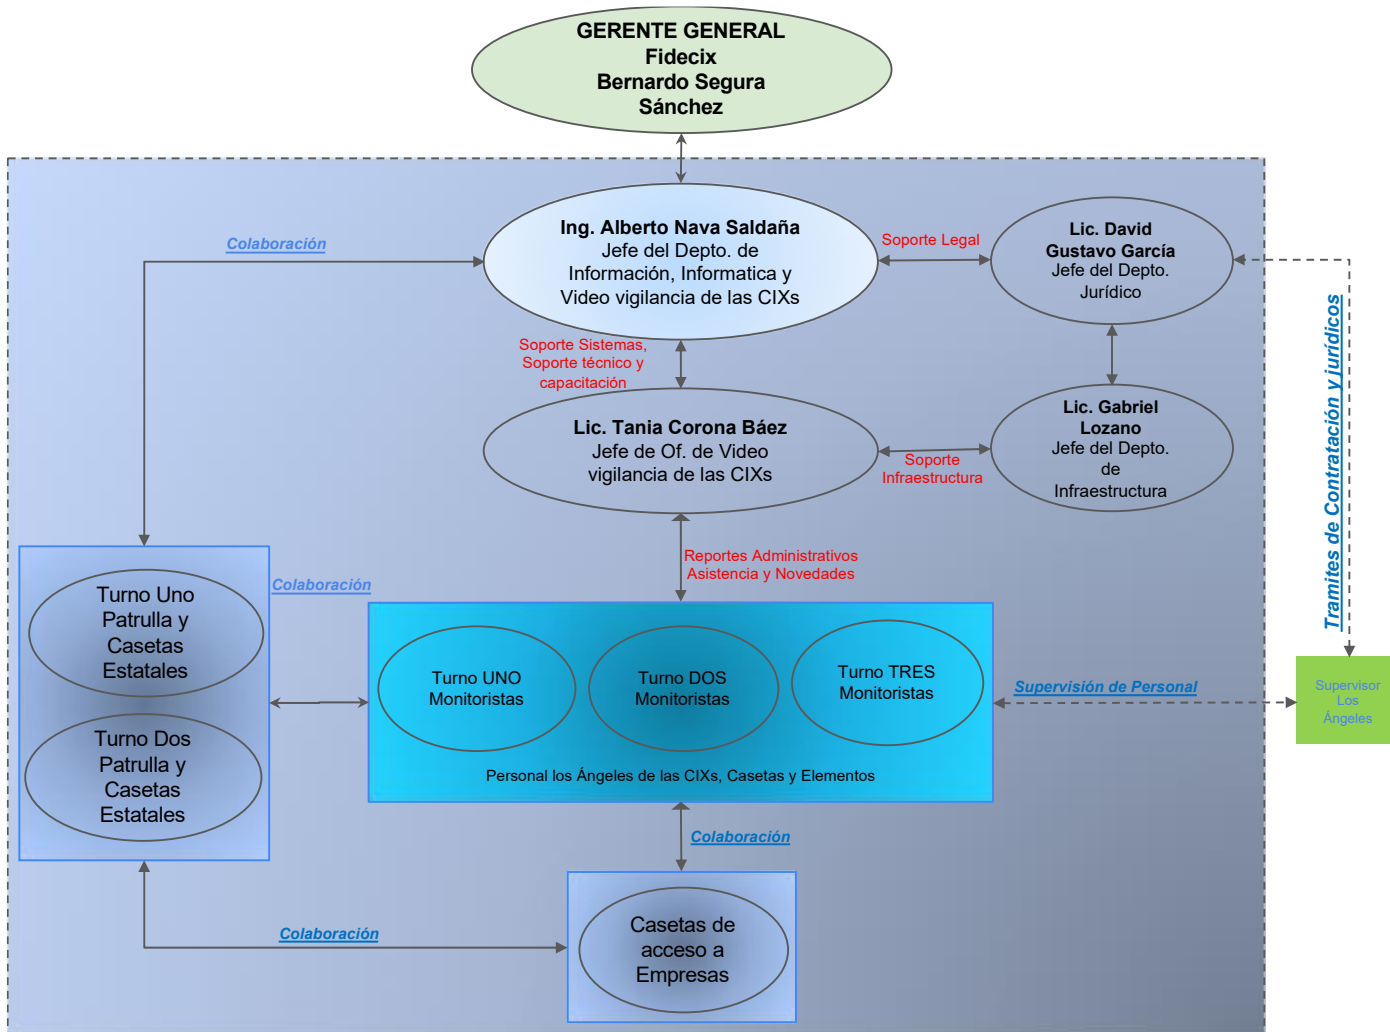 GERENTE GENERAL
Fidecix
Bernardo Segura
Sánchez
Ing. Alberto Nava Saldaña
Jefe del Depto. de
Información, Informatica y
Video vigilancia de las CIXs
Colaboración
Soporte Legal
Lic. David
Gustavo García
Jefe del Depto.
Jurídico
Soporte Sistemas,
Soporte técnico y
capacitación
Lic. Tania Corona Báez
Jefe de Of. de Video
vigilancia de las CIXs
Soporte
Infraestructura
Lic. Gabriel
Lozano
Jefe del Depto.
de
Infraestructura
Tramites de Contratación y jurídicos
Reportes Administrativos
Asistencia y Novedades
Colaboración
Turno Uno
Patrulla y
Casetas
Estatales
Turno Dos
Patrulla y
Casetas
Estatales
Turno UNO
Monitoristas
Turno DOS
Monitoristas
Turno TRES
Monitoristas
Personal los Ángeles de las CIXs, Casetas y Elementos
Supervisión de Personal
Supervisor
Los
Ángeles
Colaboración
Colaboración
Casetas de
acceso a
Empresas